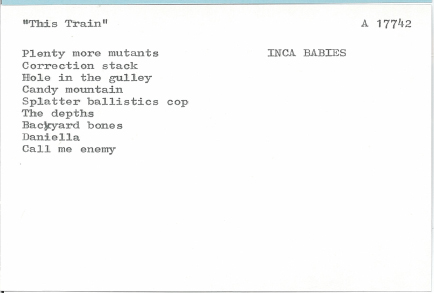 "This Train" A 17742
Plenty more mutants INCA BABIES
Correction stack
Hole in the gulley
Candy mountain
Splatter ballistics cop
The depths
Backyard bones
Daniella
Call me enemy